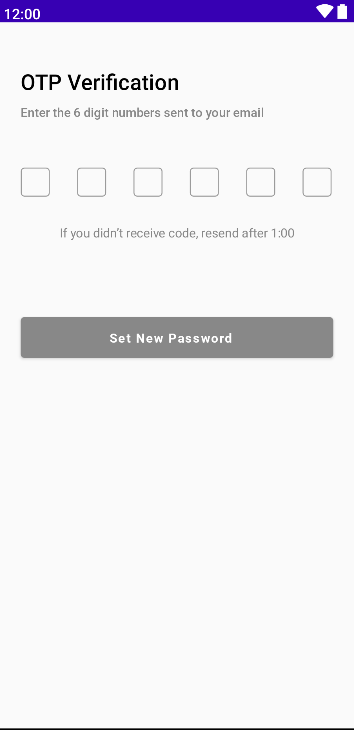 12:00
OTP Verification
Enter the 6 digit numbers sent to your email
If you didn't receive code, resend after 1:00
Set New Password